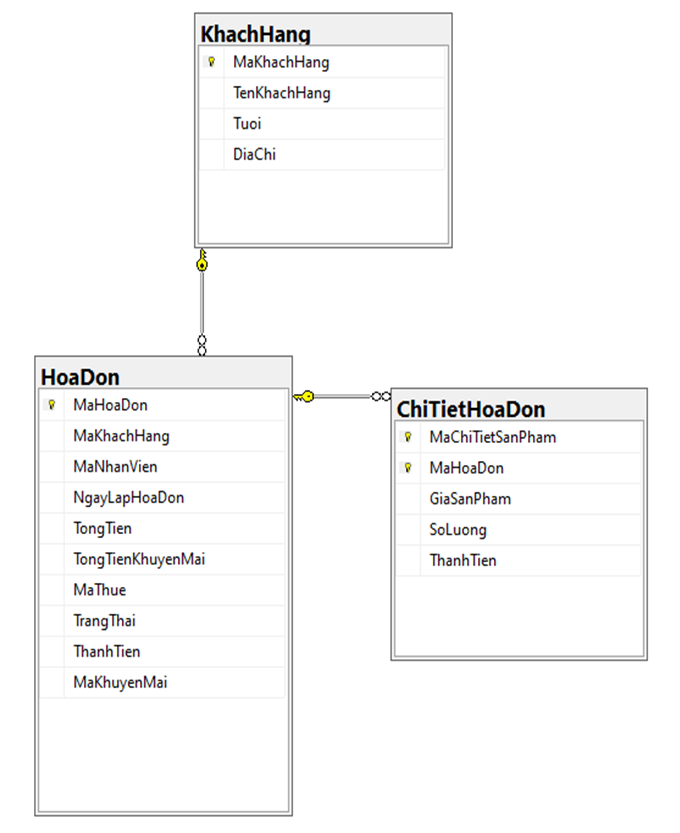 KhachHang
MaKhachHang
TenKhachHang
Tuoi
DiaChi
HoaDon
MaHoaDon
MaKhachHang
MaNhanVien
NgayLapHoaDon
TongTien
TongTienKhuyenMai
MaThue
TrangThai
ThanhTien
MaKhuyenMai
ChiTietHoaDon
MaChiTietSanPham
MaHoaDon
GiaSanPham
SoLuong
ThanhTien